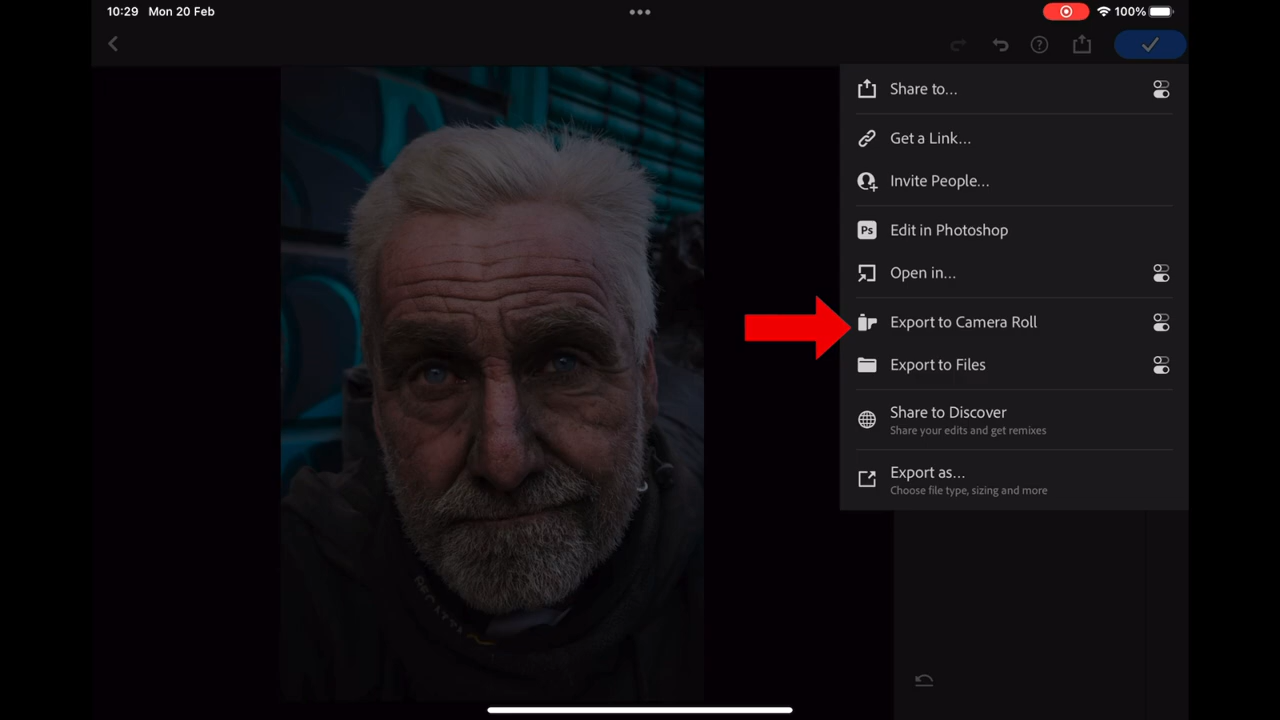 10:29 Mon 20 Feb
100%
Share to...
Get a Link...
Invite People...
Ps
Edit in Photoshop
Open in...
Export to Camera Roll
Export to Files
Share to Discover
Share your edits and get remixes
Export as...
Choose file type, sizing and more